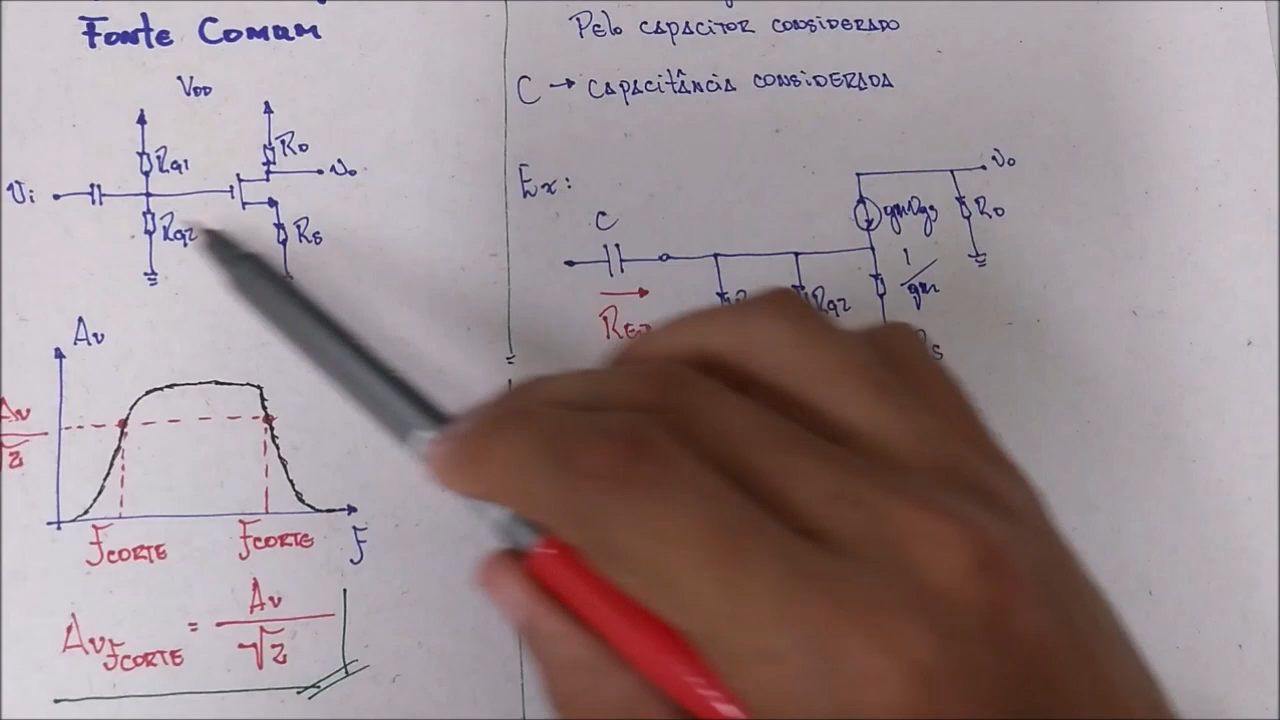 Fonte Comum
VDD
RG1
RD
vo
vi
RG2
RS
Av
Av
√2
fCORTE
fCORTE
f
AvfCORTE = Av
√2
Pelo capacitor considerado
C → capacitância considerada
Ex:
C
gmvgs
vo
RD
1
gm
RG2